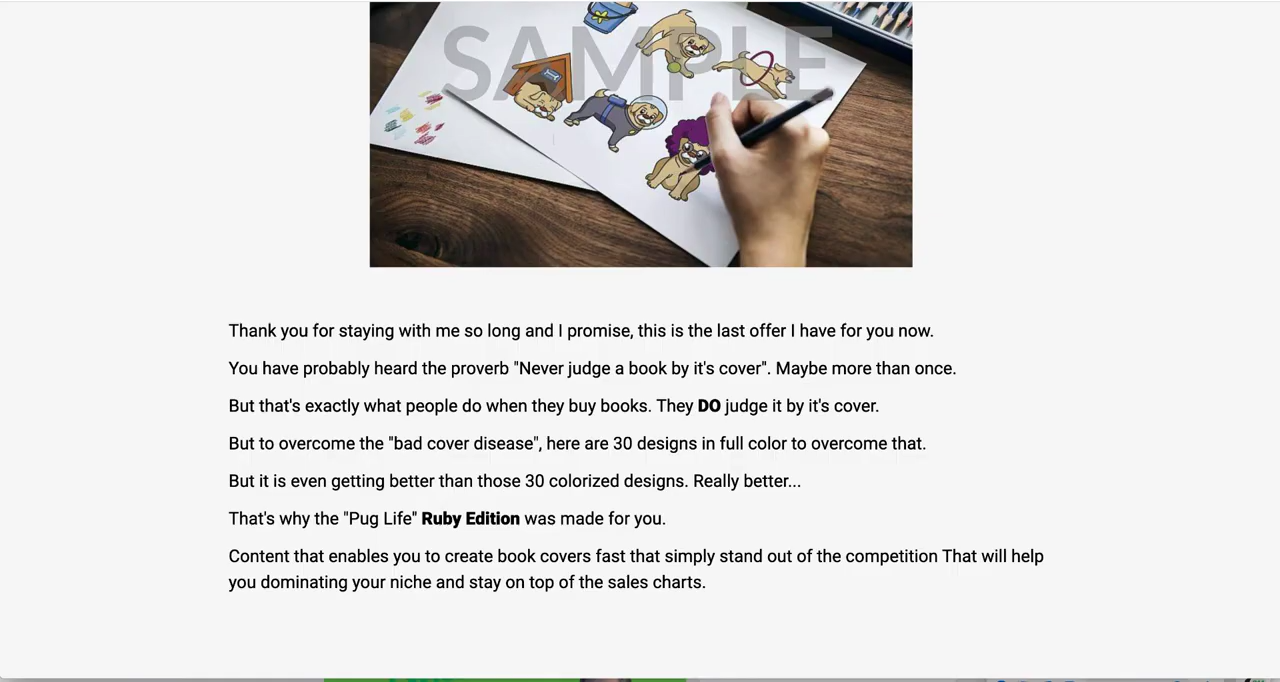 SAMPLE
Thank you for staying with me so long and I promise, this is the last offer I have for you now.
You have probably heard the proverb "Never judge a book by it's cover". Maybe more than once.
But that's exactly what people do when they buy books. They DO judge it by it's cover.
But to overcome the "bad cover disease", here are 30 designs in full color to overcome that.
But it is even getting better than those 30 colorized designs. Really better...
That's why the "Pug Life" Ruby Edition was made for you.
Content that enables you to create book covers fast that simply stand out of the competition That will help
you dominating your niche and stay on top of the sales charts.